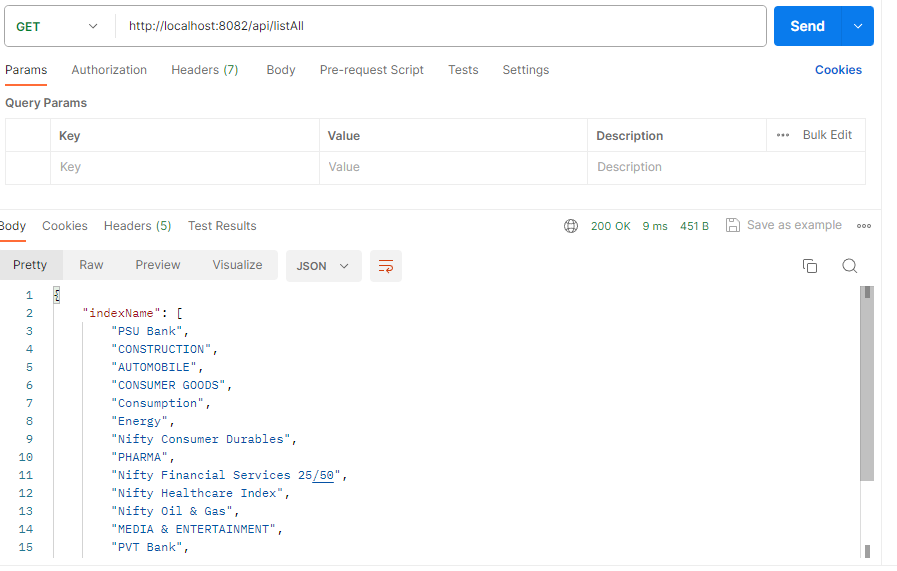 GET http://localhost:8082/api/listAll Send
Params Authorization Headers (7) Body Pre-request Script Tests Settings Cookies
Query Params
Key Value Description ••• Bulk Edit
Key Value Description
Body Cookies Headers (5) Test Results 200 OK 9 ms 451 B Save as example •••
Pretty Raw Preview Visualize JSON
1 {
2 "indexName": [
3 "PSU Bank",
4 "CONSTRUCTION",
5 "AUTOMOBILE",
6 "CONSUMER GOODS",
7 "Consumption",
8 "Energy",
9 "Nifty Consumer Durables",
10 "PHARMA",
11 "Nifty Financial Services 25/50",
12 "Nifty Healthcare Index",
13 "Nifty Oil & Gas",
14 "MEDIA & ENTERTAINMENT",
15 "PVT Bank",